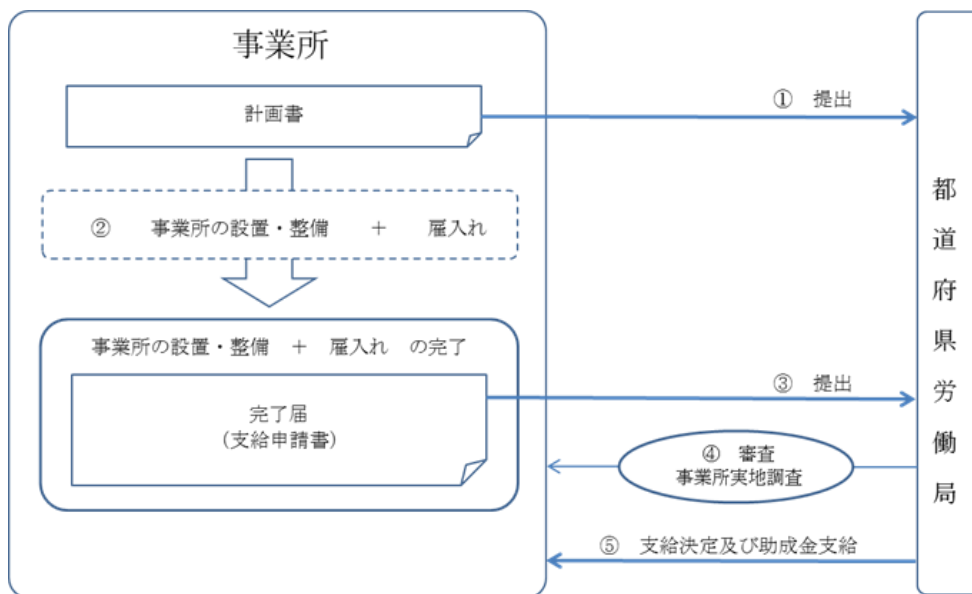 事業所
計画書
① 提出
② 事業所の設置・整備 + 雇入れ
事業所の設置・整備 + 雇入れ の完了
完了届
(支給申請書)
③ 提出
④ 審査
事業所実地調査
⑤ 支給決定及び助成金支給
都道府県労働局